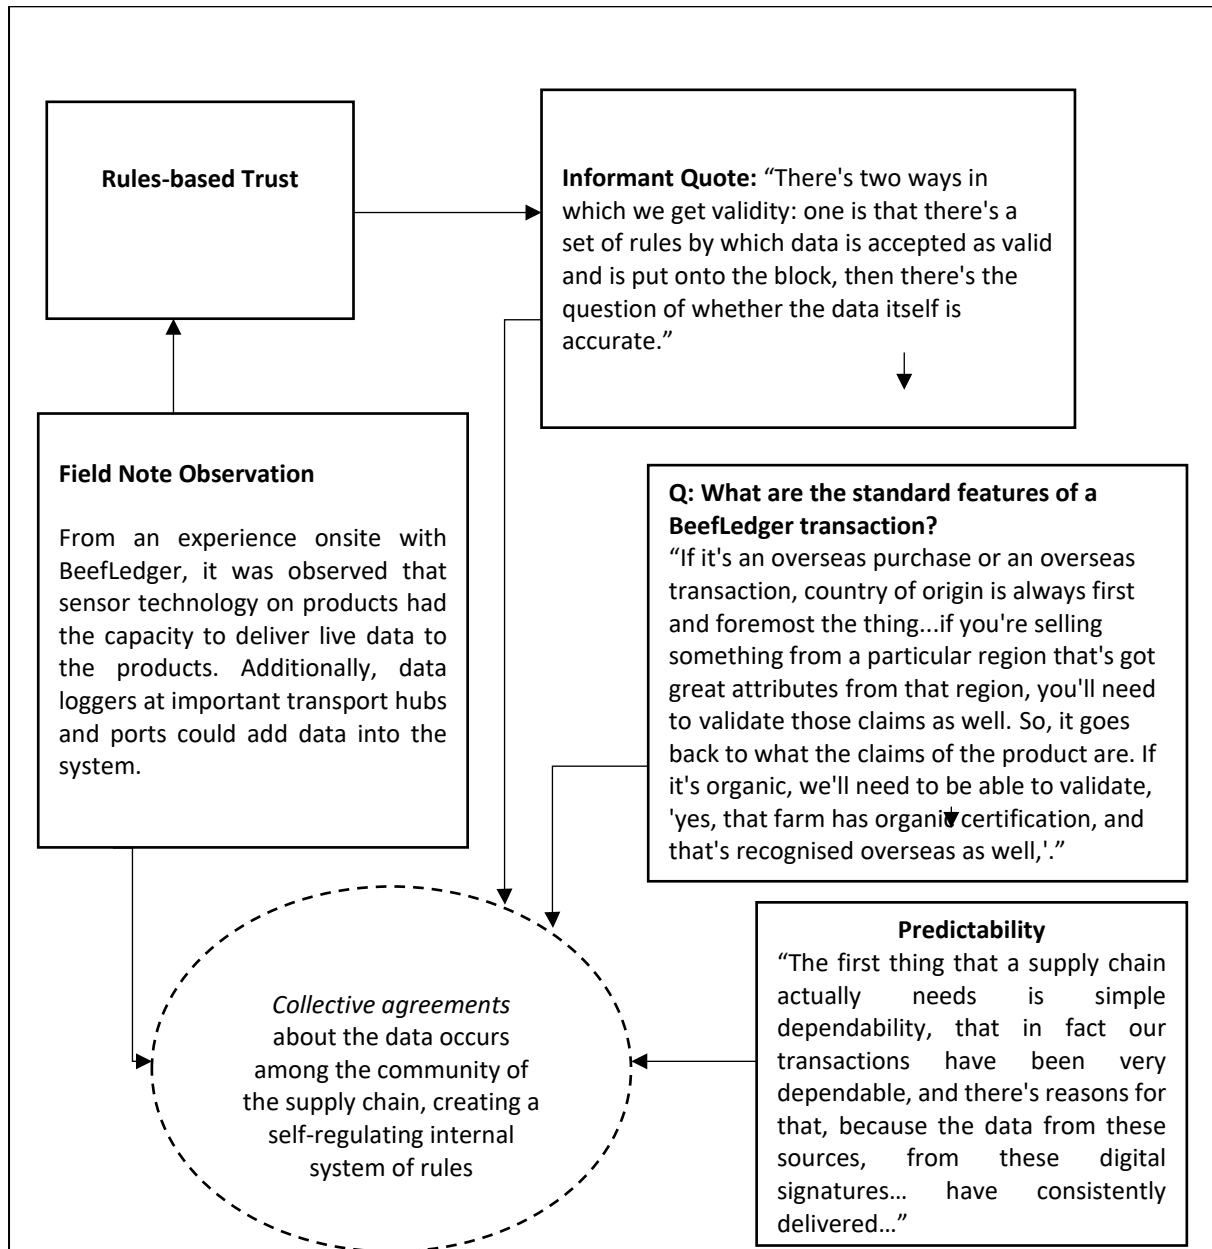 Rules-based Trust
Informant Quote: “There's two ways in
which we get validity: one is that there's a
set of rules by which data is accepted as valid
and is put onto the block, then there's the
question of whether the data itself is
accurate.”
Field Note Observation
From an experience onsite with
BeefLedger, it was observed that
sensor technology on products had
the capacity to deliver live data to
the products. Additionally, data
loggers at important transport hubs
and ports could add data into the
system.
Q: What are the standard features of a
BeefLedger transaction?
“If it's an overseas purchase or an overseas
transaction, country of origin is always first
and foremost the thing...if you're selling
something from a particular region that's got
great attributes from that region, you'll need
to validate those claims as well. So, it goes
back to what the claims of the product are. If
it's organic, we'll need to be able to validate,
'yes, that farm has organic certification, and
that's recognised overseas as well,'.”
Collective agreements
about the data occurs
among the community of
the supply chain, creating a
self-regulating internal
system of rules
Predictability
“The first thing that a supply chain
actually needs is simple
dependability, that in fact our
transactions have been very
dependable, and there's reasons for
that, because the data from these
sources, from these digital
signatures… have consistently
delivered…”